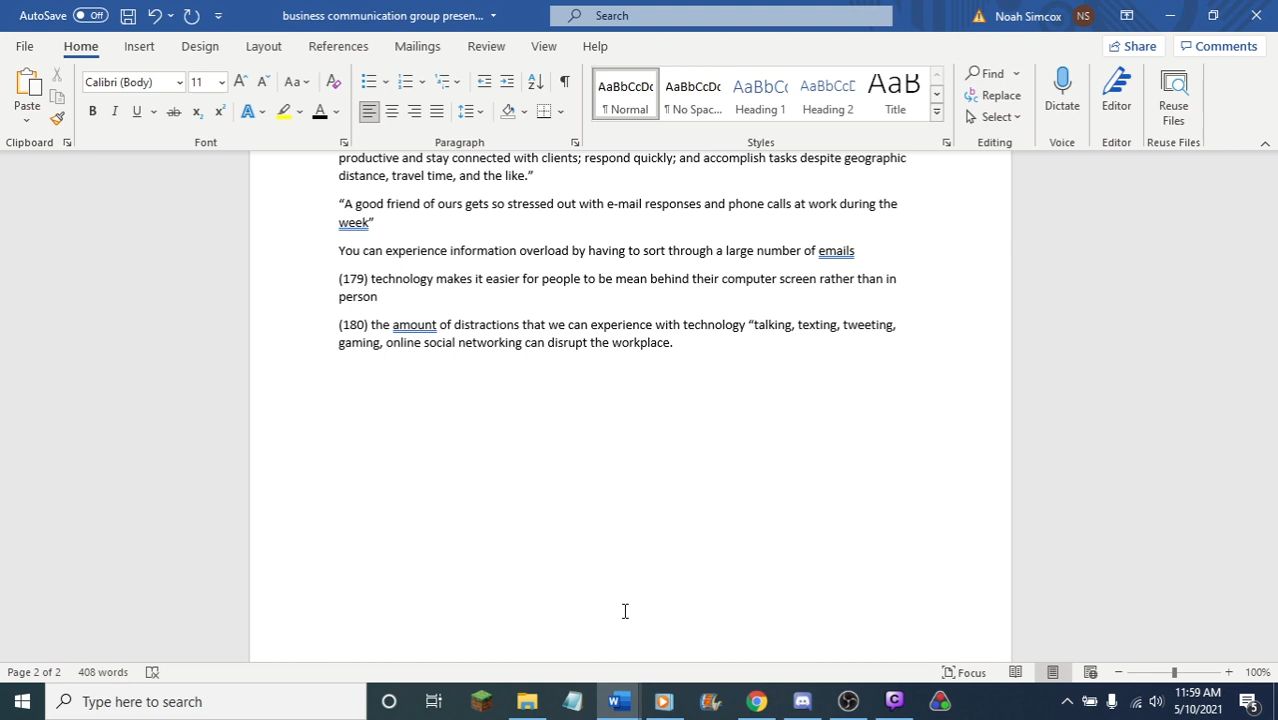 AutoSave Off business communication group presen... Search Noah Simcox NS
File Home Insert Design Layout References Mailings Review View Help Share Comments
Paste Calibri (Body) 11 Aa AaBbCcDc AaBbCcDc AaBbCc AaBbCcD AaB Find Replace Select Dictate Editor Reuse Files
¶ Normal ¶ No Spac... Heading 1 Heading 2 Title
Clipboard Font Paragraph Styles Editing Voice Editor Reuse Files
productive and stay connected with clients; respond quickly; and accomplish tasks despite geographic
distance, travel time, and the like.”
“A good friend of ours gets so stressed out with e-mail responses and phone calls at work during the
week”
You can experience information overload by having to sort through a large number of emails
(179) technology makes it easier for people to be mean behind their computer screen rather than in
person
(180) the amount of distractions that we can experience with technology “talking, texting, tweeting,
gaming, online social networking can disrupt the workplace.
Page 2 of 2 408 words Focus 100%
Type here to search 11:59 AM
5/10/2021 5